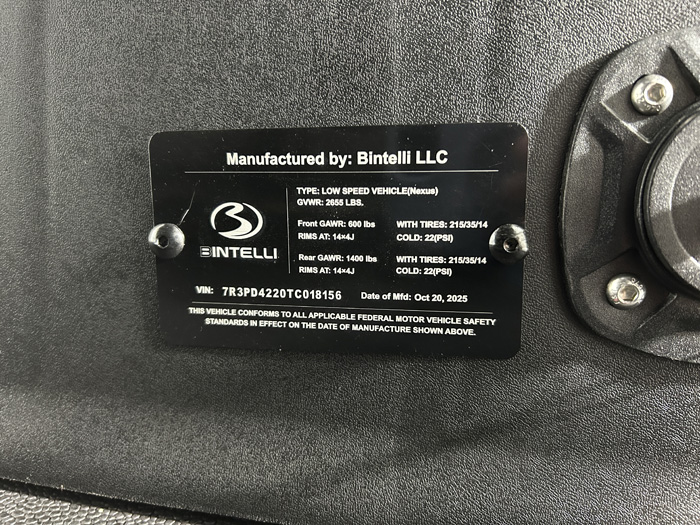 Manufactured by: Bintelli LLC
TYPE: LOW SPEED VEHICLE(Nexus)
GVWR: 2655 LBS.
Front GAWR: 600 lbs WITH TIRES: 215/35/14
RIMS AT: 14×4J COLD: 22(PSI)
BINTELLI
Rear GAWR: 1400 lbs WITH TIRES: 215/35/14
RIMS AT: 14×4J COLD: 22(PSI)
VIN: 7R3PD4220TC018156 Date of Mfd: Oct 20, 2025
THIS VEHICLE CONFORMS TO ALL APPLICABLE FEDERAL MOTOR VEHICLE SAFETY
STANDARDS IN EFFECT ON THE DATE OF MANUFACTURE SHOWN ABOVE.